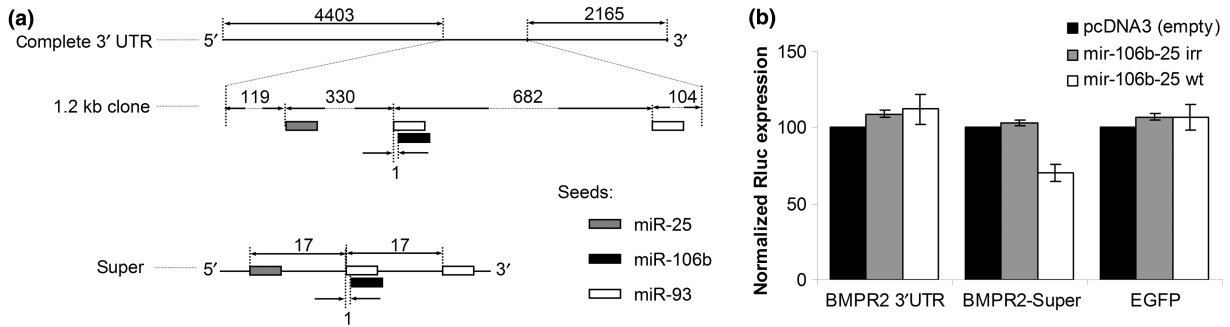 (a)
4403
2165
Complete 3′ UTR
5′
3′
1.2 kb clone
119
330
682
104
1
Seeds:
miR-25
miR-106b
miR-93
Super
5′
17
17
3′
1
(b)
pcDNA3 (empty)
mir-106b-25 irr
mir-106b-25 wt
Normalized Rluc expression
150
100
50
0
BMPR2 3′UTR
BMPR2-Super
EGFP